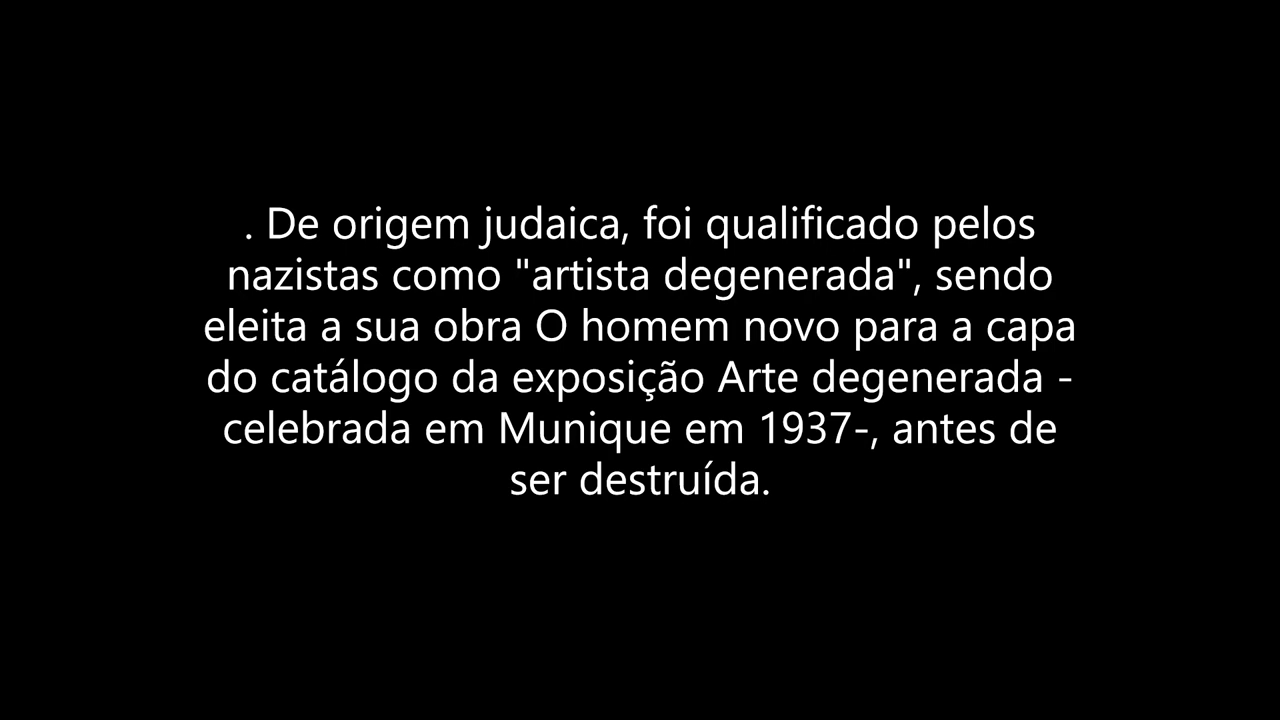 . De origem judaica, foi qualificado pelos
nazistas como "artista degenerada", sendo
eleita a sua obra O homem novo para a capa
do catálogo da exposição Arte degenerada -
celebrada em Munique em 1937-, antes de
ser destruída.